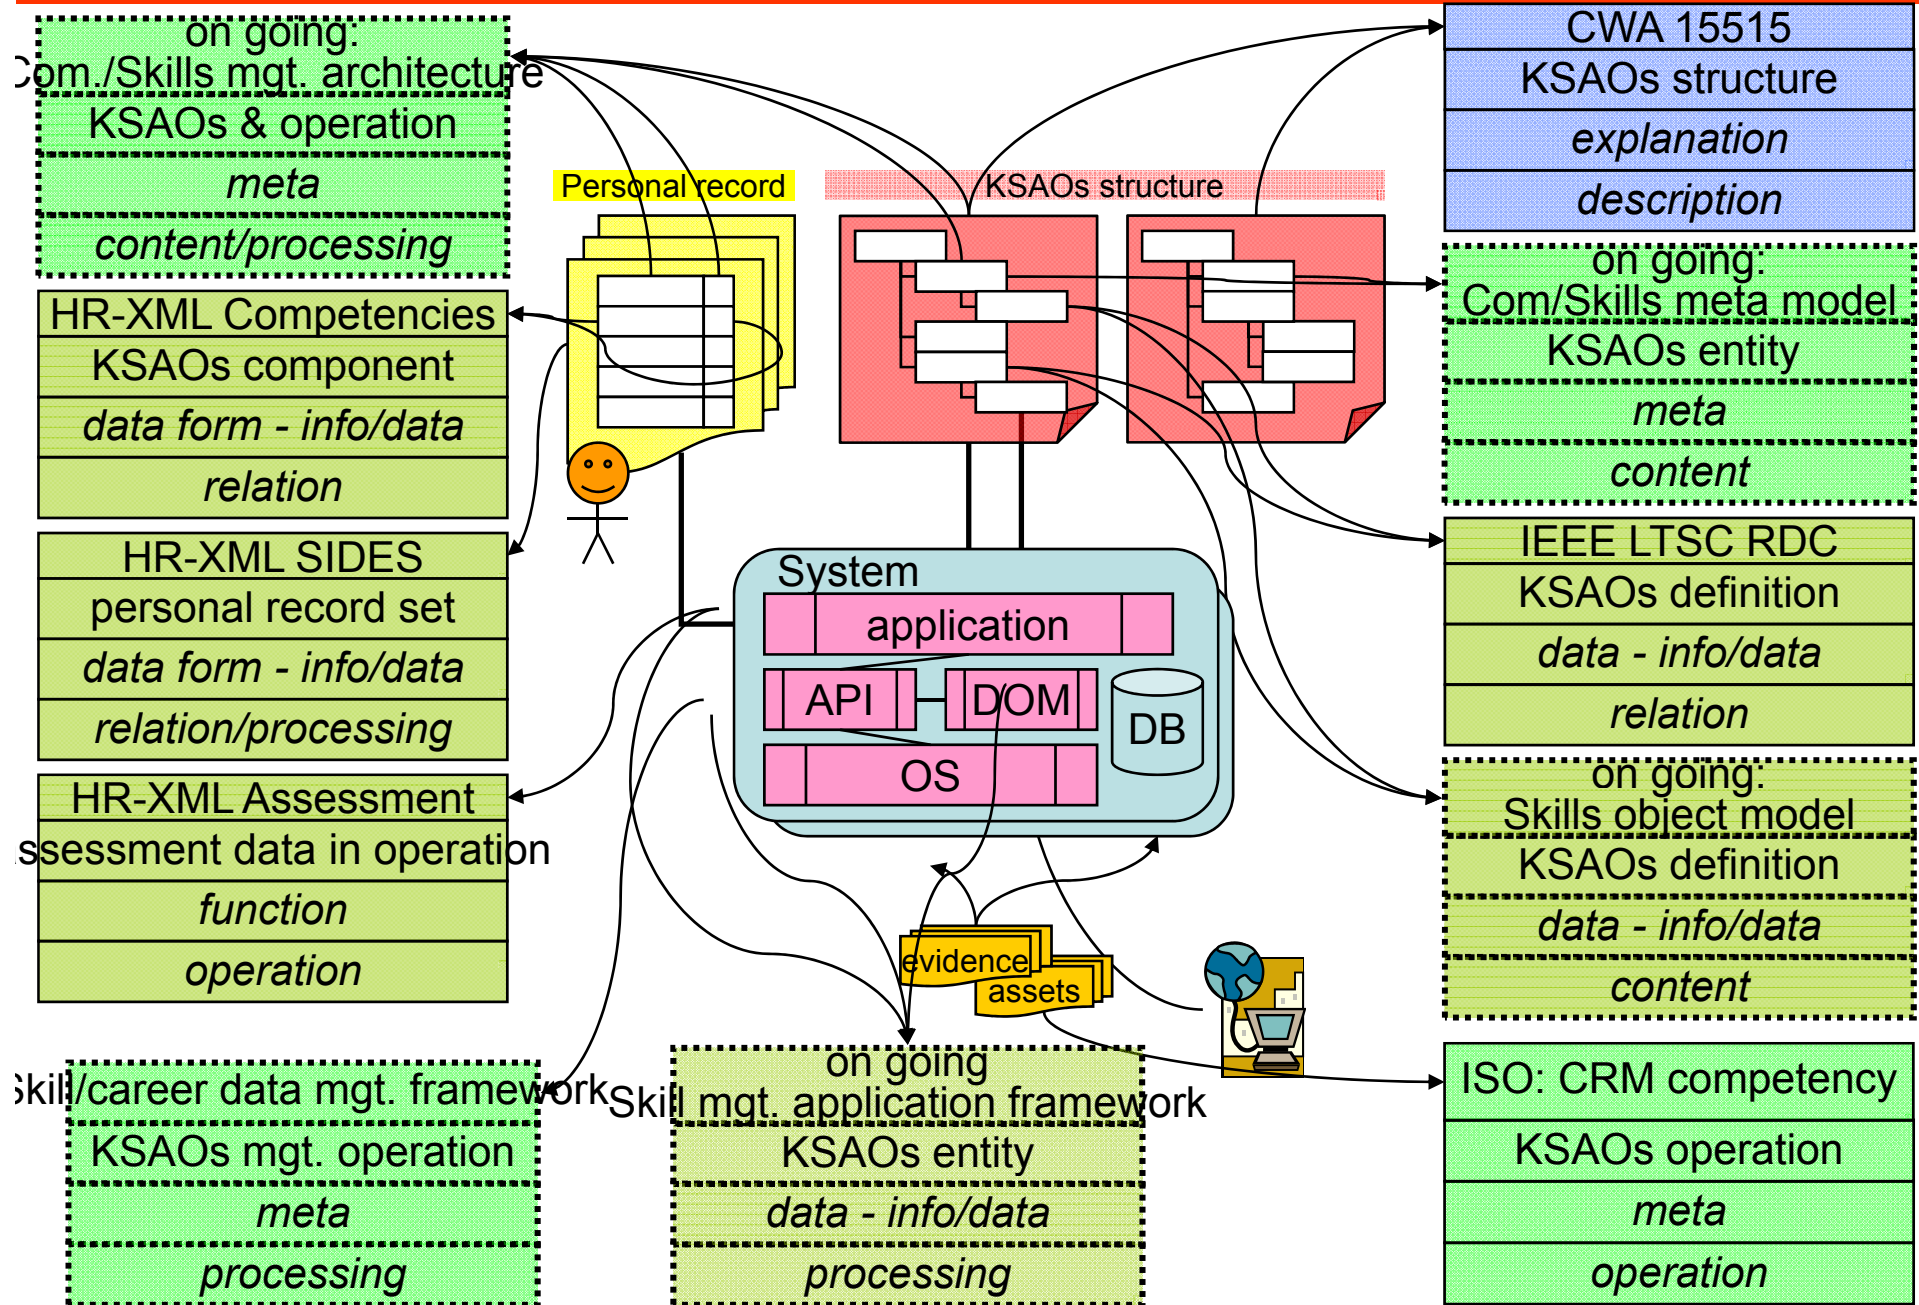 on going:
Com./Skills mgt. architecture
KSAOs & operation
meta
content/processing
HR-XML Competencies
KSAOs component
data form - info/data
relation
HR-XML SIDES
personal record set
data form - info/data
relation/processing
HR-XML Assessment
ssessment data in operation
function
operation
Skill/career data mgt. framework
KSAOs mgt. operation
meta
processing
Personal record
KSAOs structure
System
application
API
DOM
DB
OS
evidence
assets
on going
Skill mgt. application framework
KSAOs entity
data - info/data
processing
CWA 15515
KSAOs structure
explanation
description
on going:
Com/Skills meta model
KSAOs entity
meta
content
IEEE LTSC RDC
KSAOs definition
data - info/data
relation
on going:
Skills object model
KSAOs definition
data - info/data
content
ISO: CRM competency
KSAOs operation
meta
operation